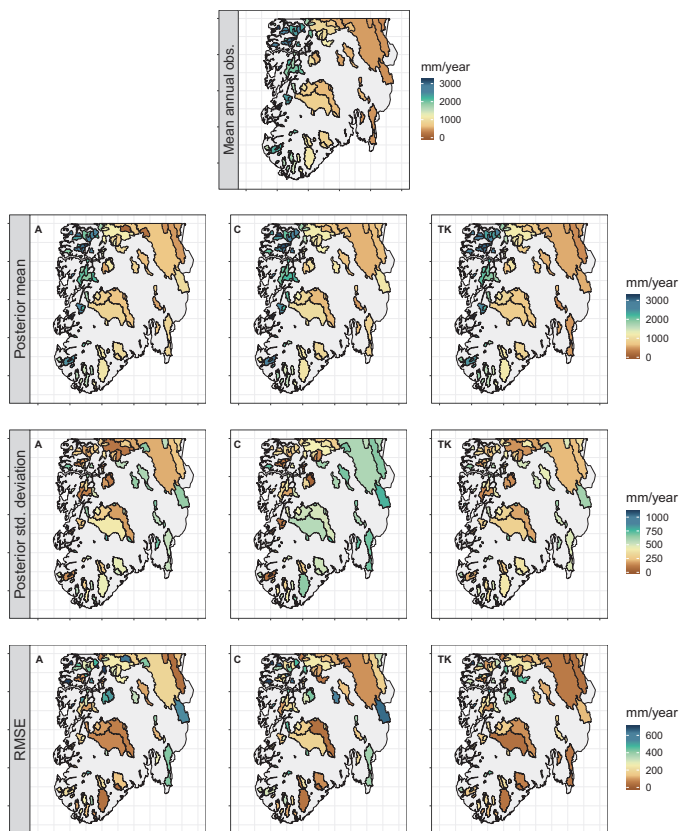 Mean annual obs.
mm/year
3000
2000
1000
0
Posterior mean
A
C
TK
mm/year
3000
2000
1000
0
Posterior std. deviation
A
C
TK
mm/year
1000
750
500
250
0
RMSE
A
C
TK
mm/year
600
400
200
0